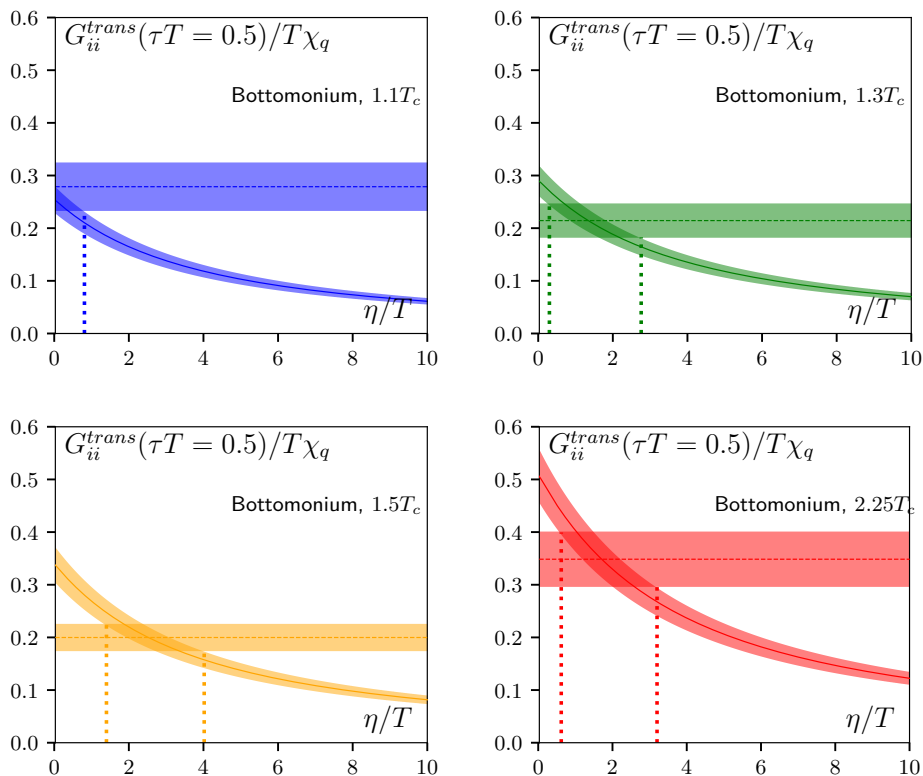 0.6
0.5
0.4
0.3
0.2
0.1
0.0
G_{ii}^{trans}(τT = 0.5)/Tχ_q
Bottomonium, 1.1T_c
η/T
0 2 4 6 8 10
0.6
0.5
0.4
0.3
0.2
0.1
0.0
G_{ii}^{trans}(τT = 0.5)/Tχ_q
Bottomonium, 1.3T_c
η/T
0 2 4 6 8 10
0.6
0.5
0.4
0.3
0.2
0.1
0.0
G_{ii}^{trans}(τT = 0.5)/Tχ_q
Bottomonium, 1.5T_c
η/T
0 2 4 6 8 10
0.6
0.5
0.4
0.3
0.2
0.1
0.0
G_{ii}^{trans}(τT = 0.5)/Tχ_q
Bottomonium, 2.25T_c
η/T
0 2 4 6 8 10